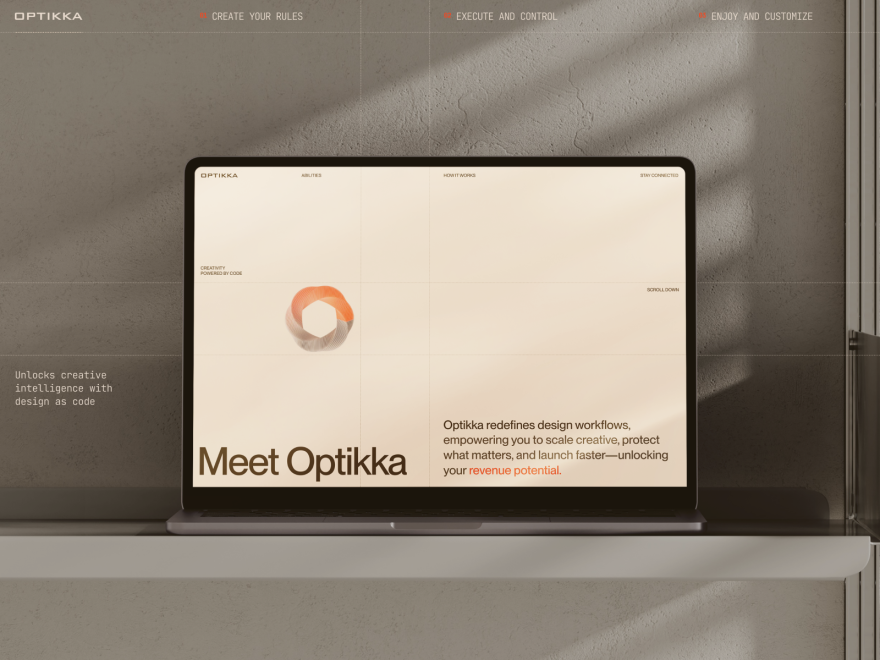 OPTIKKA
CREATE YOUR RULES
EXECUTE AND CONTROL
ENJOY AND CUSTOMIZE
OPTIKKA
ABILITIES
HOW IT WORKS
STAY CONNECTED
CREATIVITY
POWERED BY CODE
SCROLL DOWN
Unlocks creative
intelligence with
design as code
Meet Optikka
Optikka redefines design workflows,
empowering you to scale creative, protect
what matters, and launch faster—unlocking
your revenue potential.